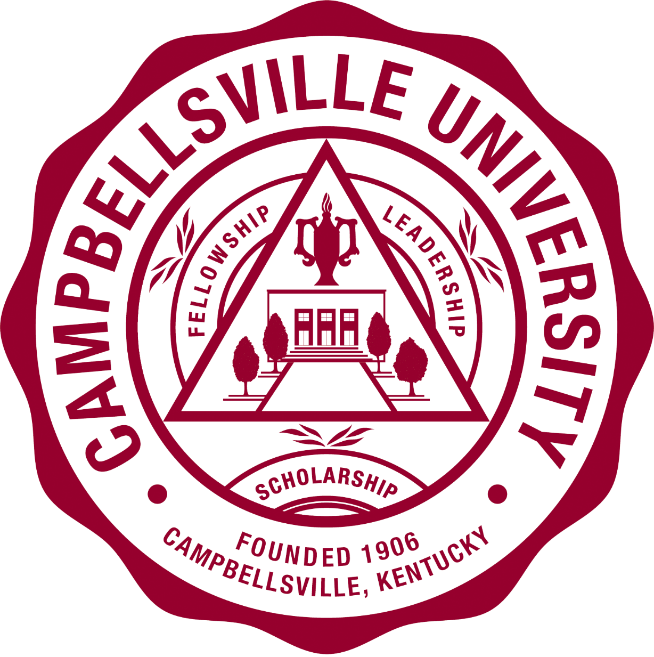 CAMPBELLSVILLE UNIVERSITY
FELLOWSHIP
LEADERSHIP
SCHOLARSHIP
FOUNDED 1906
CAMPBELLSVILLE, KENTUCKY